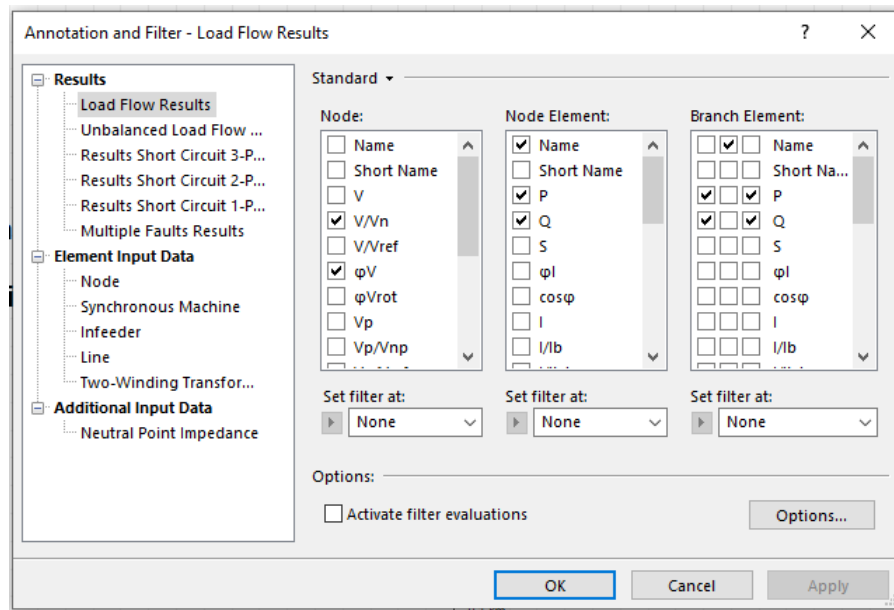 Annotation and Filter - Load Flow Results
?
Results
Load Flow Results
Unbalanced Load Flow ...
Results Short Circuit 3-P...
Results Short Circuit 2-P...
Results Short Circuit 1-P...
Multiple Faults Results
Element Input Data
Node
Synchronous Machine
Infeeder
Line
Two-Winding Transfor...
Additional Input Data
Neutral Point Impedance
Standard
Node:
Name
Short Name
V
V/Vn
V/Vref
φV
φVrot
Vp
Vp/Vnp
Set filter at:
None
Node Element:
Name
Short Name
P
Q
S
φI
cosφ
I
I/Ib
Set filter at:
None
Branch Element:
Name
Short Na...
P
Q
S
φI
cosφ
I
I/Ib
Set filter at:
None
Options:
Activate filter evaluations
Options...
OK
Cancel
Apply